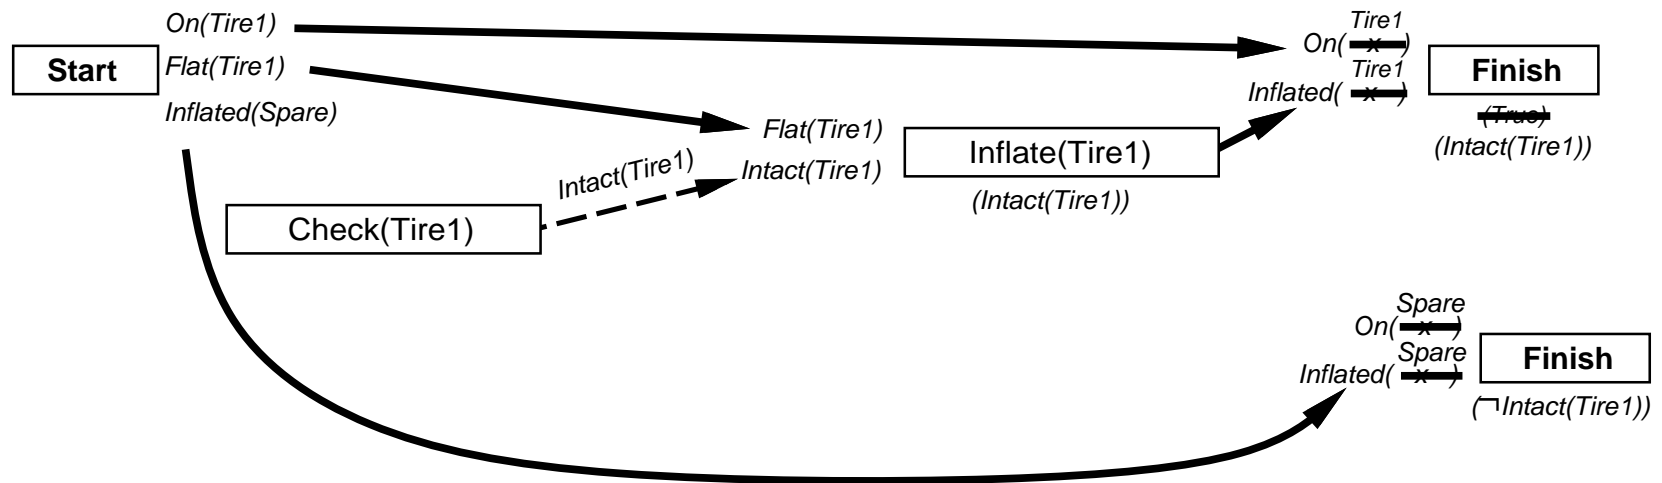 On(Tire1)
Start
Flat(Tire1)
Inflated(Spare)
Tire1
On( x )
Tire1
Inflated( x )
Finish
(True)
(Intact(Tire1))
Flat(Tire1)
Intact(Tire1)
Inflate(Tire1)
(Intact(Tire1))
Intact(Tire1)
Check(Tire1)
Spare
On( x )
Spare
Inflated( x )
Finish
(¬Intact(Tire1))